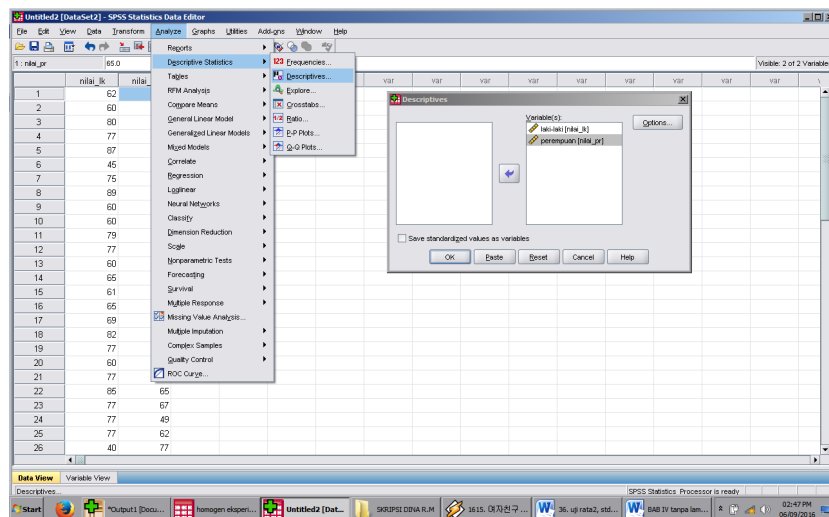 Untitled2 [DataSet2] - SPSS Statistics Data Editor
File Edit View Data Transform Analyze Graphs Utilities Add-ons Window Help
1 : nilai_pr 65.0 Visible: 2 of 2 Variable
nilai_lk nilai_ var var var var var var var var
1 62
2 60
3 80
4 77
5 87
6 45
7 75
8 89
9 60
10 60
11 79
12 77
13 60
14 65
15 61
16 65
17 69
18 82
19 77
20 60
21 77
22 85 65
23 77 67
24 77 49
25 77 62
26 40 77
Reports
Descriptive Statistics
Tables
RFM Analysis
Compare Means
General Linear Model
Generalized Linear Models
Mixed Models
Correlate
Regression
Loglinear
Neural Networks
Classify
Dimension Reduction
Scale
Nonparametric Tests
Forecasting
Survival
Multiple Response
Missing Value Analysis...
Multiple Imputation
Complex Samples
Quality Control
ROC Curve...
123 Frequencies...
Descriptives...
Explore...
Crosstabs...
1/2 Ratio...
P-P Plots...
Q-Q Plots...
Descriptives
Variable(s):
laki-laki [nilai_lk]
perempuan [nilai_pr]
Options...
Save standardized values as variables
OK Paste Reset Cancel Help
Data View Variable View
Descriptives... SPSS Statistics Processor is ready
Start *Output1 [Docu... homogen eksperi... Untitled2 [Dat... SKRIPSI DINA R.M 1615. 여자친구 ... 36. uji rata2, std... BAB IV tanpa lam... 02:47 PM
06/09/2016